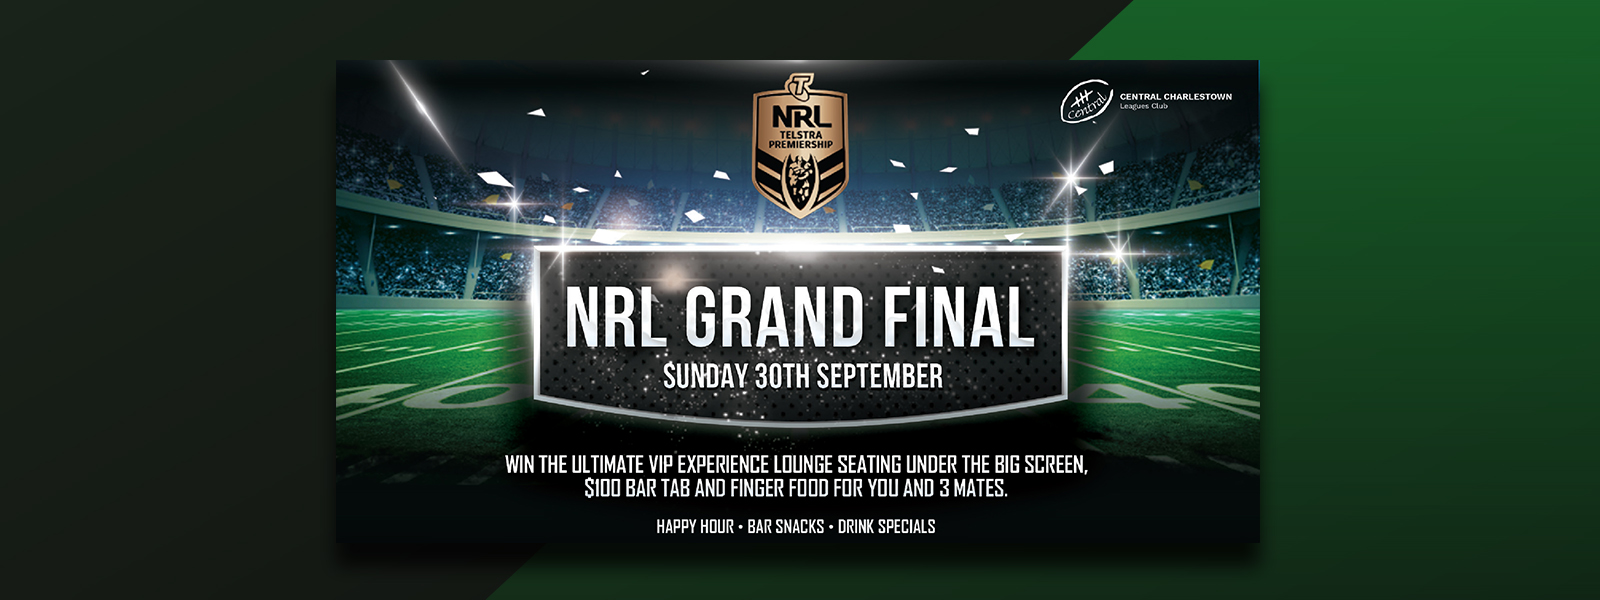 T
NRL
TELSTRA
PREMIERSHIP
central
CENTRAL CHARLESTOWN
Leagues Club
NRL GRAND FINAL
SUNDAY 30TH SEPTEMBER
WIN THE ULTIMATE VIP EXPERIENCE LOUNGE SEATING UNDER THE BIG SCREEN,
$100 BAR TAB AND FINGER FOOD FOR YOU AND 3 MATES.
HAPPY HOUR • BAR SNACKS • DRINK SPECIALS